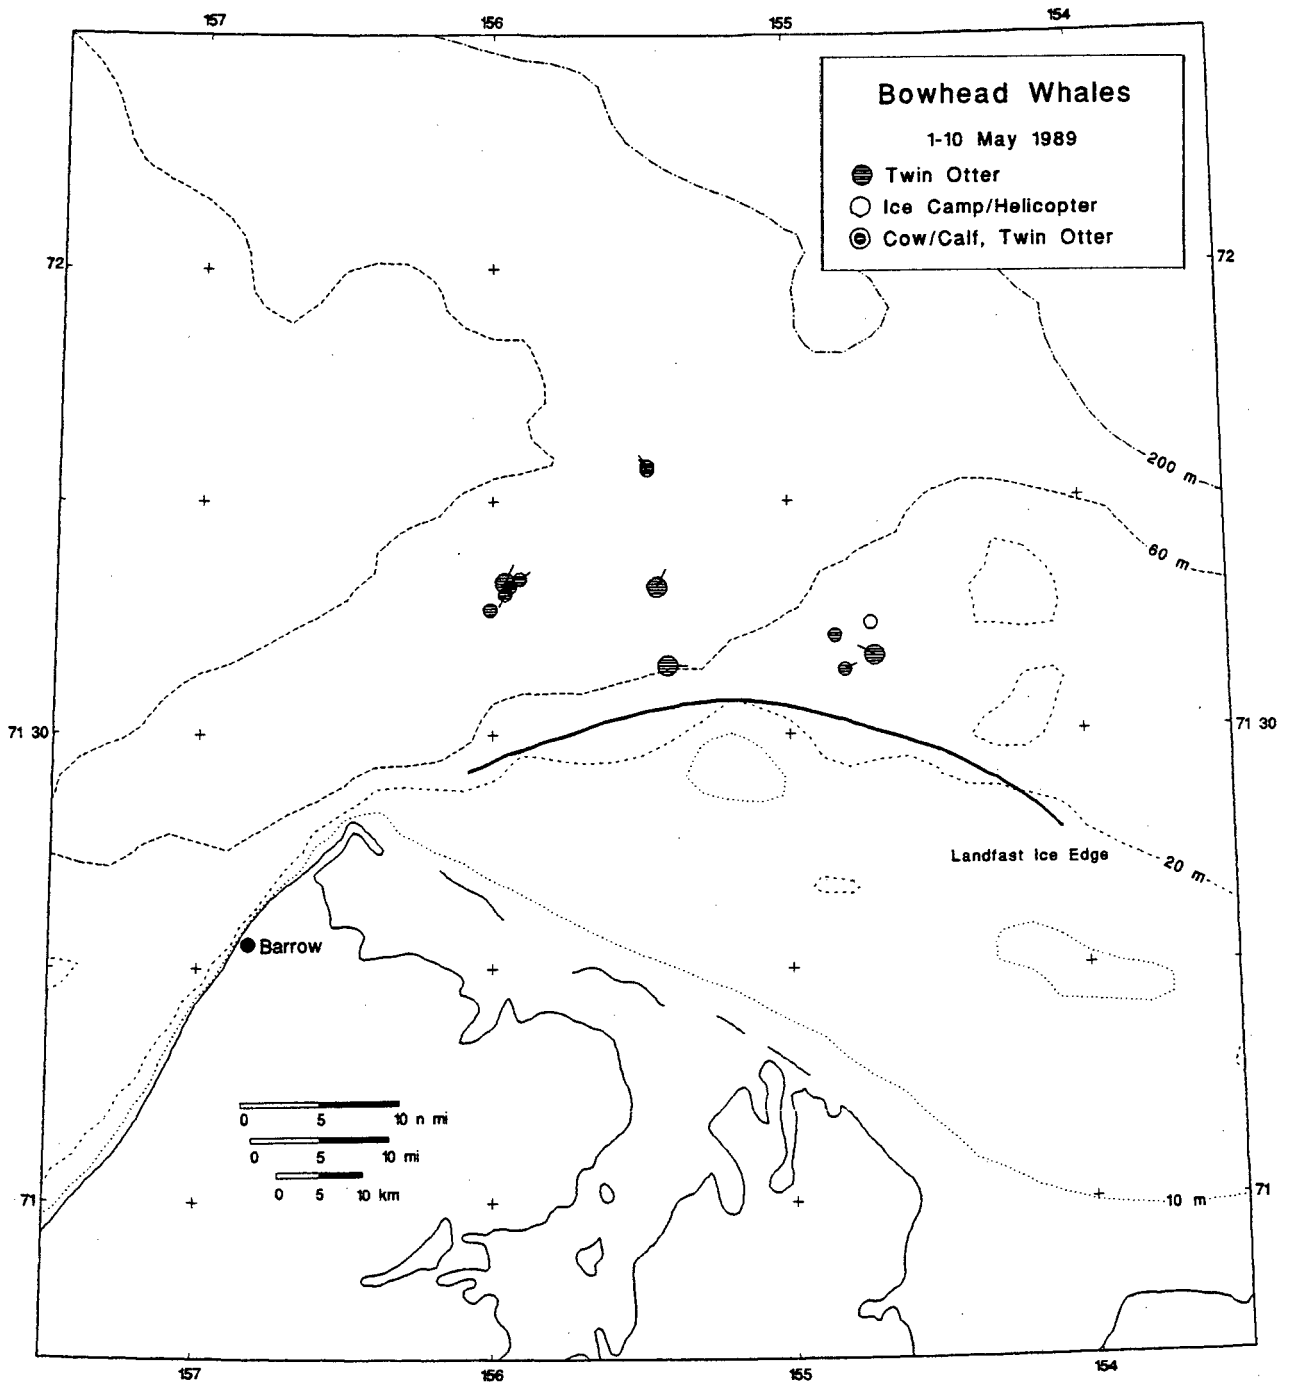 157 156 155 154
Bowhead Whales
1-10 May 1989
Twin Otter
Ice Camp/Helicopter
Cow/Calf, Twin Otter
72 72
200 m
60 m
71 30 71 30
Landfast Ice Edge
20 m
Barrow
0 5 10 n mi
0 5 10 mi
0 5 10 km
71 10 m 71
157 156 155 154